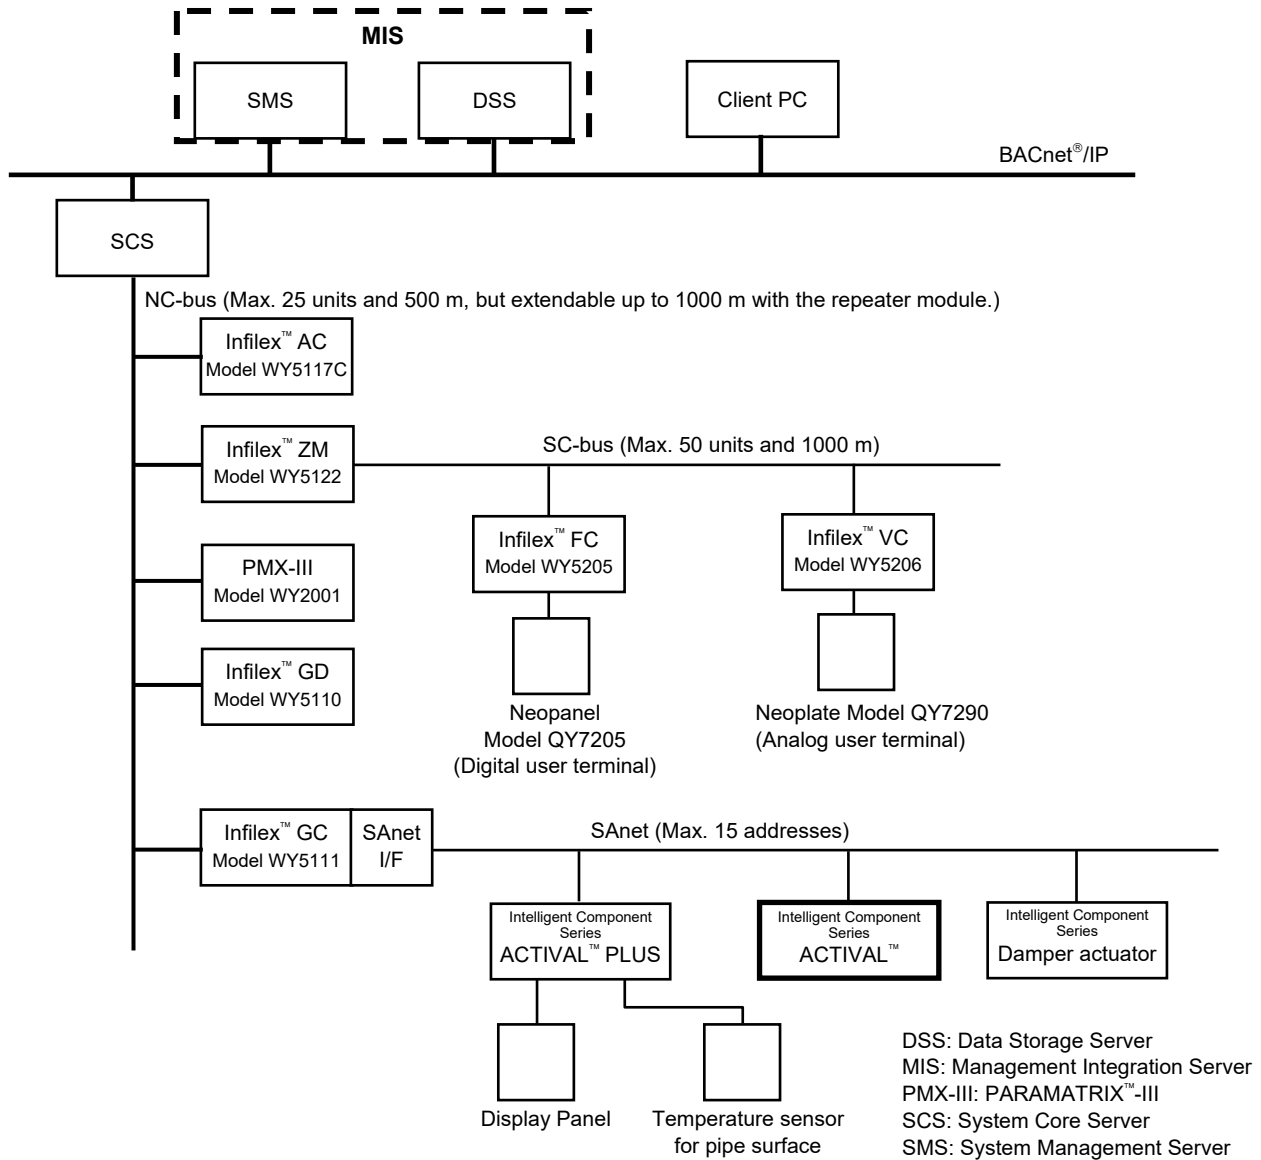 MIS
SMS
DSS
Client PC
BACnet®/IP
SCS
NC-bus (Max. 25 units and 500 m, but extendable up to 1000 m with the repeater module.)
Infilex™ AC
Model WY5117C
Infilex™ ZM
Model WY5122
SC-bus (Max. 50 units and 1000 m)
Infilex™ FC
Model WY5205
Infilex™ VC
Model WY5206
PMX-III
Model WY2001
Infilex™ GD
Model WY5110
Neopanel
Model QY7205
(Digital user terminal)
Neoplate Model QY7290
(Analog user terminal)
Infilex™ GC
Model WY5111
SAnet
I/F
SAnet (Max. 15 addresses)
Intelligent Component
Series
ACTIVAL™ PLUS
Intelligent Component
Series
ACTIVAL™
Intelligent Component
Series
Damper actuator
Display Panel
Temperature sensor
for pipe surface
DSS: Data Storage Server
MIS: Management Integration Server
PMX-III: PARAMATRIX™-III
SCS: System Core Server
SMS: System Management Server